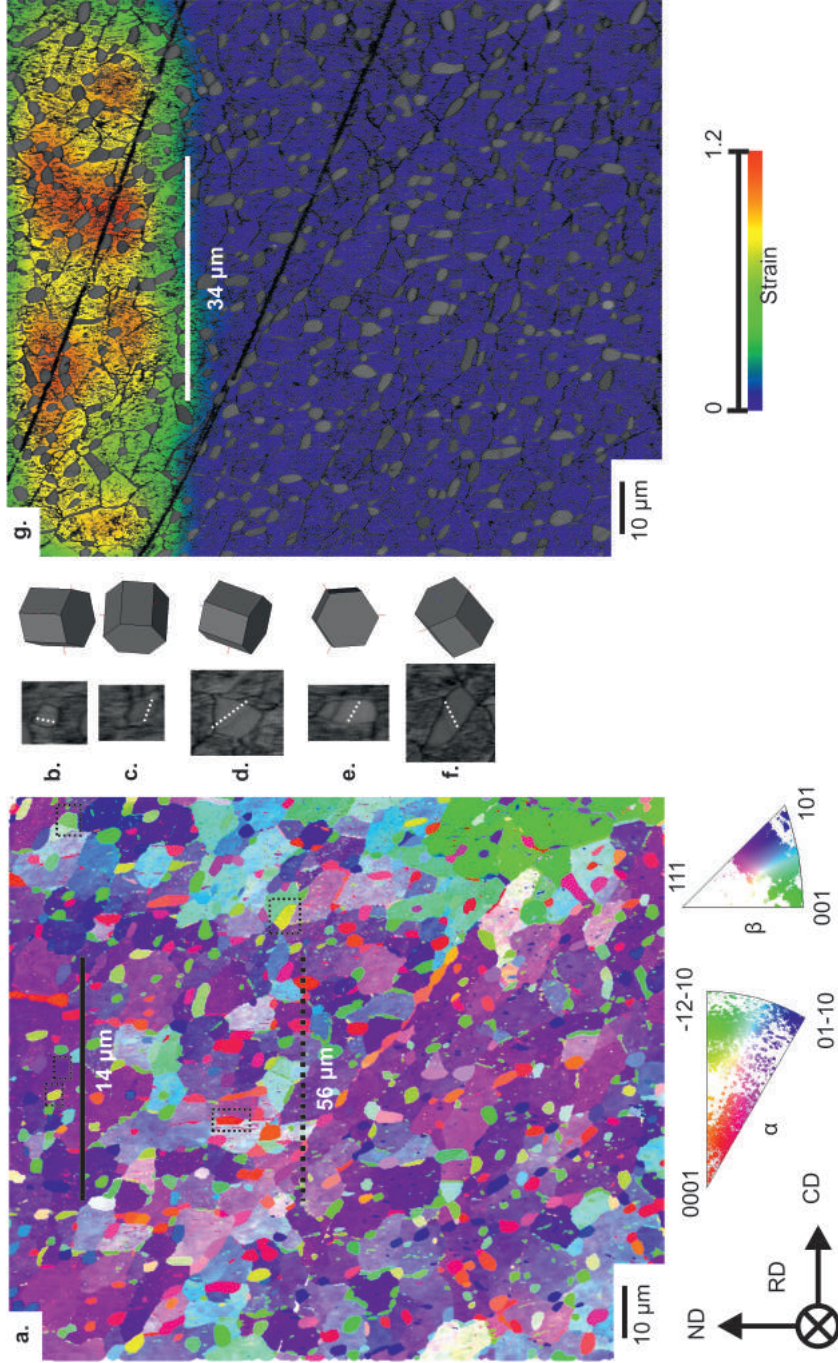 a.
14 µm
56 µm
10 µm
ND
RD
CD
0001
-12-10
01-10
α
111
001
101
β
b.
c.
d.
e.
f.
g.
34 µm
10 µm
0
1.2
Strain